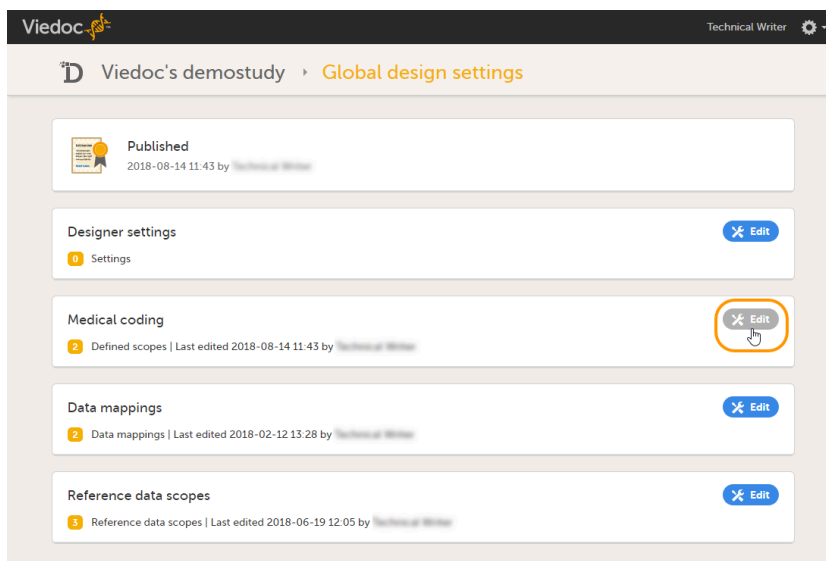 Viedoc
Technical Writer
Viedoc's demostudy Global design settings
Published
2018-08-14 11:43 by
Designer settings
Edit
0 Settings
Medical coding
Edit
2 Defined scopes | Last edited 2018-08-14 11:43 by
Data mappings
Edit
2 Data mappings | Last edited 2018-02-12 13:28 by
Reference data scopes
Edit
3 Reference data scopes | Last edited 2018-06-19 12:05 by